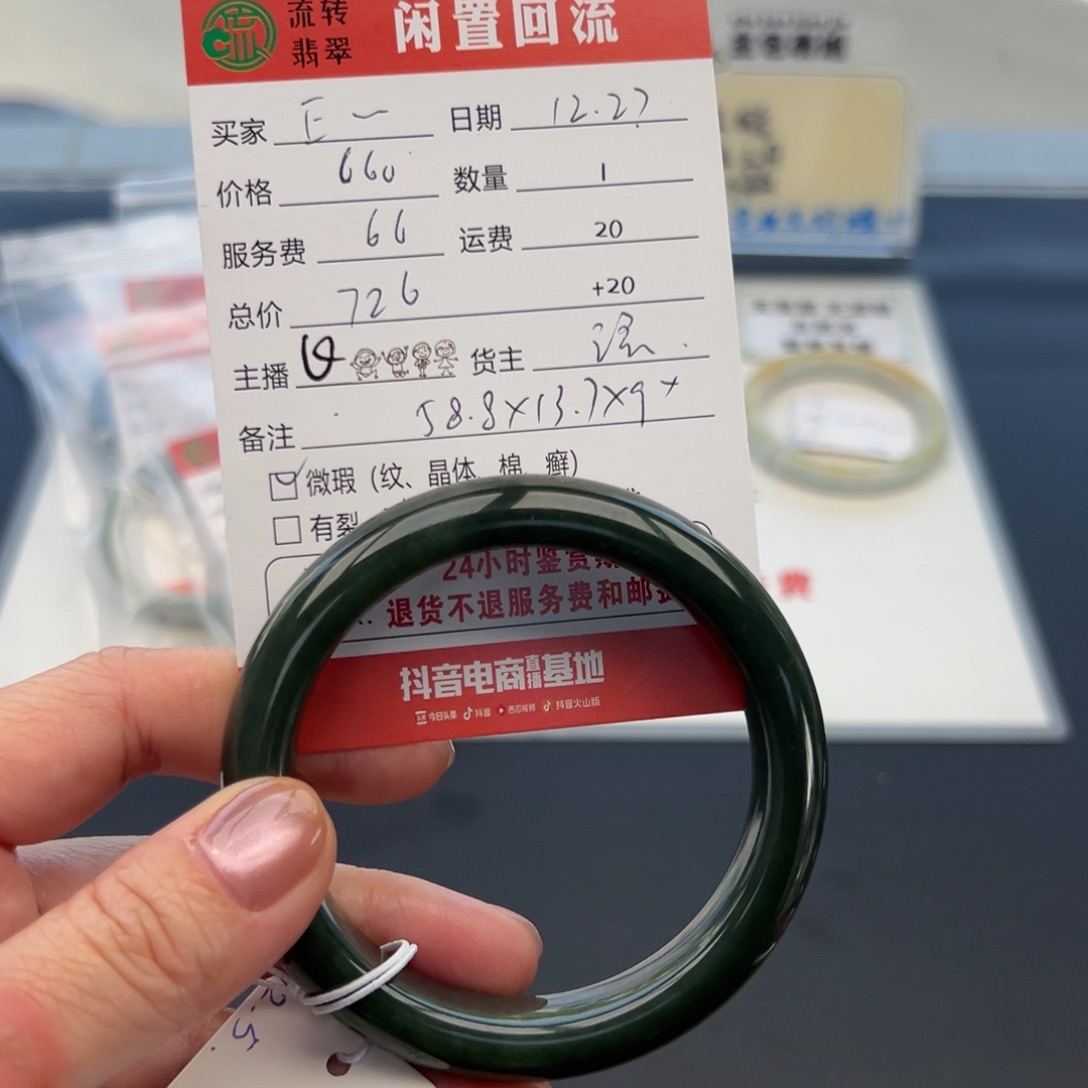 流转 闲置回流
翡翠
买家 E一 日期 12.27
价格 660 数量 1
服务费 66 运费 20
总价 726 +20
主播 货主
备注 58.8×13.7×9+
微瑕（纹、晶体、棉、癣）
有裂
24小时鉴赏期
退货不退服务费和邮费
抖音电商直播基地
今日头条 抖音 西瓜视频 抖音火山版
费